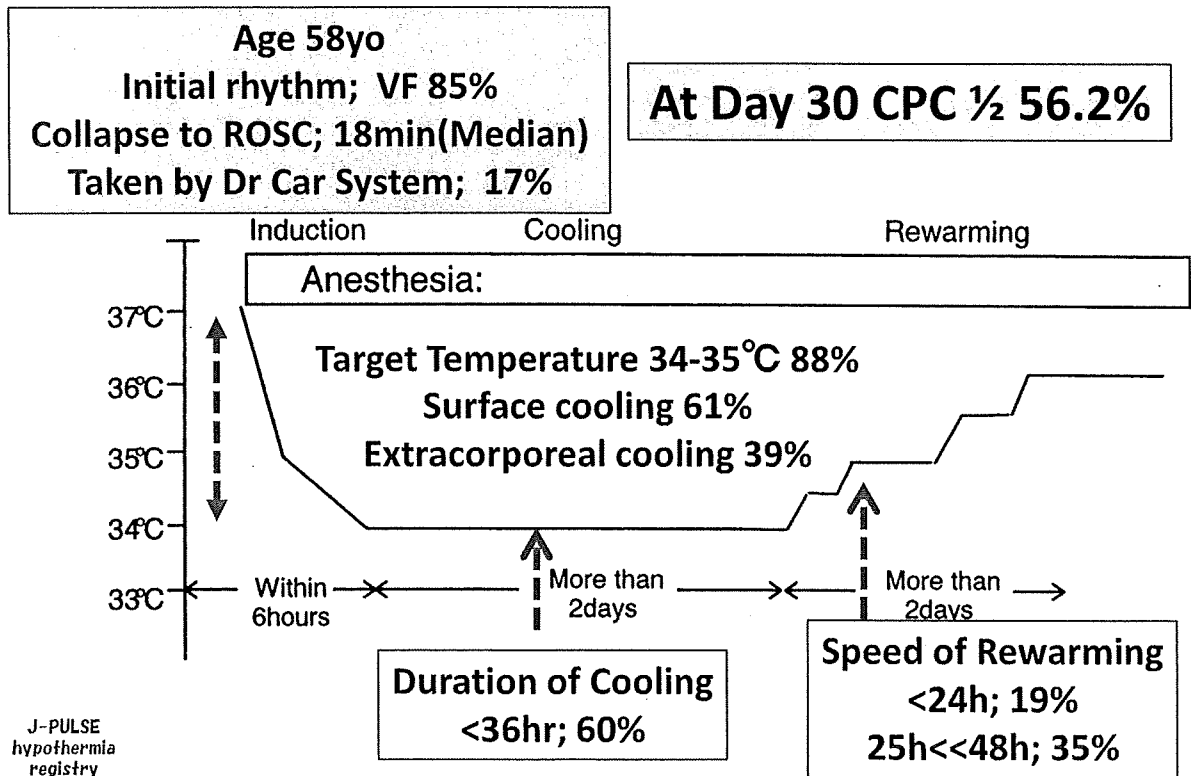 Age 58yo
Initial rhythm; VF 85%
Collapse to ROSC; 18min(Median)
Taken by Dr Car System; 17%
At Day 30 CPC ½ 56.2%
Induction
Cooling
Rewarming
Anesthesia:
37℃
36℃
35℃
34℃
33℃
Target Temperature 34-35℃ 88%
Surface cooling 61%
Extracorporeal cooling 39%
Within
6hours
More than
2days
More than
2days
Duration of Cooling
<36hr; 60%
Speed of Rewarming
<24h; 19%
25h<<48h; 35%
J-PULSE
hypothermia
registry